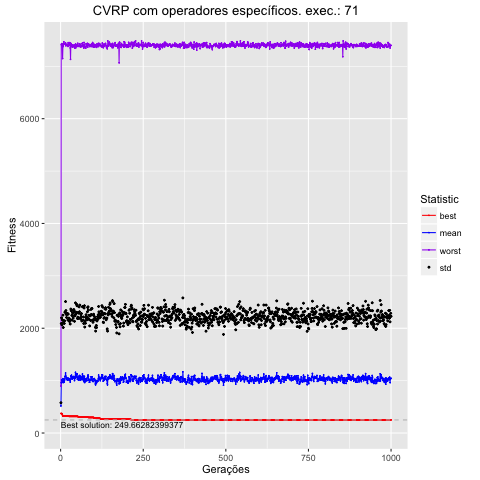 CVRP com operadores específicos. exec.: 71
Fitness
6000
4000
2000
0
Best solution: 249.66282399377
0 250 500 750 1000
Gerações
Statistic
best
mean
worst
std